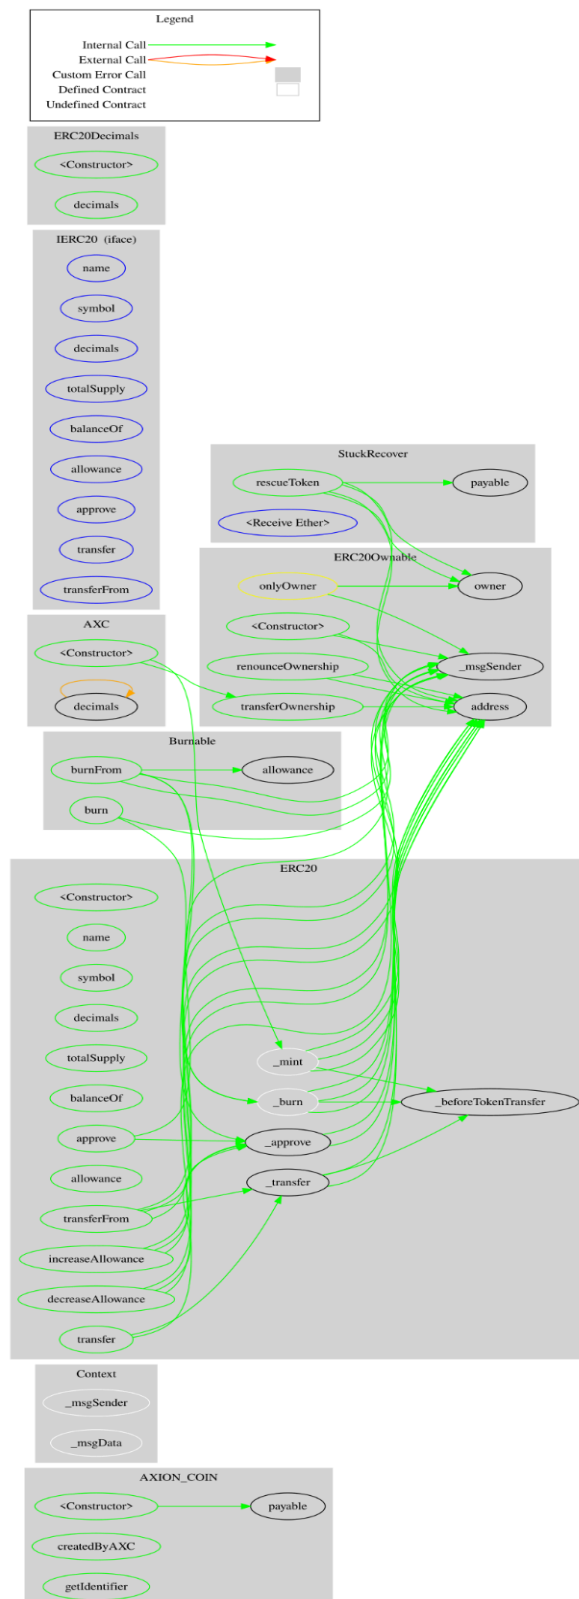 Legend
Internal Call
External Call
Custom Error Call
Defined Contract
Undefined Contract
ERC20Decimals
<Constructor>
decimals
IERC20 (iface)
name
symbol
decimals
totalSupply
balanceOf
allowance
approve
transfer
transferFrom
StuckRecover
rescueToken
payable
<Receive Ether>
ERC20Ownable
onlyOwner
owner
<Constructor>
_msgSender
renounceOwnership
transferOwnership
address
AXC
<Constructor>
decimals
Burnable
burnFrom
allowance
burn
ERC20
<Constructor>
name
symbol
decimals
totalSupply
balanceOf
approve
allowance
transferFrom
increaseAllowance
decreaseAllowance
transfer
_mint
_burn
_approve
_transfer
_beforeTokenTransfer
Context
_msgSender
_msgData
AXION_COIN
<Constructor>
payable
createdByAXC
getIdentifier